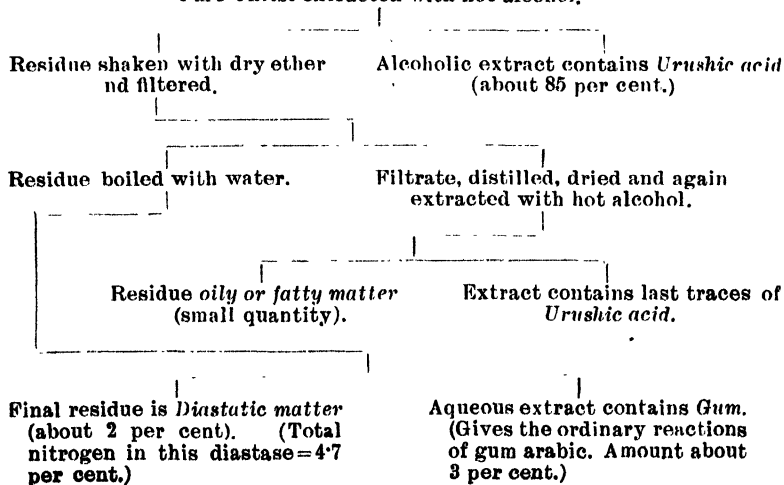 extracted with hot alcohol.
Residue shaken with dry ether
nd filtered.
Alcoholic extract contains Urushic acid
(about 85 per cent.)
Residue boiled with water.
Filtrate, distilled, dried and again
extracted with hot alcohol.
Residue oily or fatty matter
(small quantity).
Extract contains last traces of
Urushic acid.
Final residue is Diastatic matter
(about 2 per cent). (Total
nitrogen in this diastase=4·7
per cent.)
Aqueous extract contains Gum.
(Gives the ordinary reactions
of gum arabic. Amount about
3 per cent.)